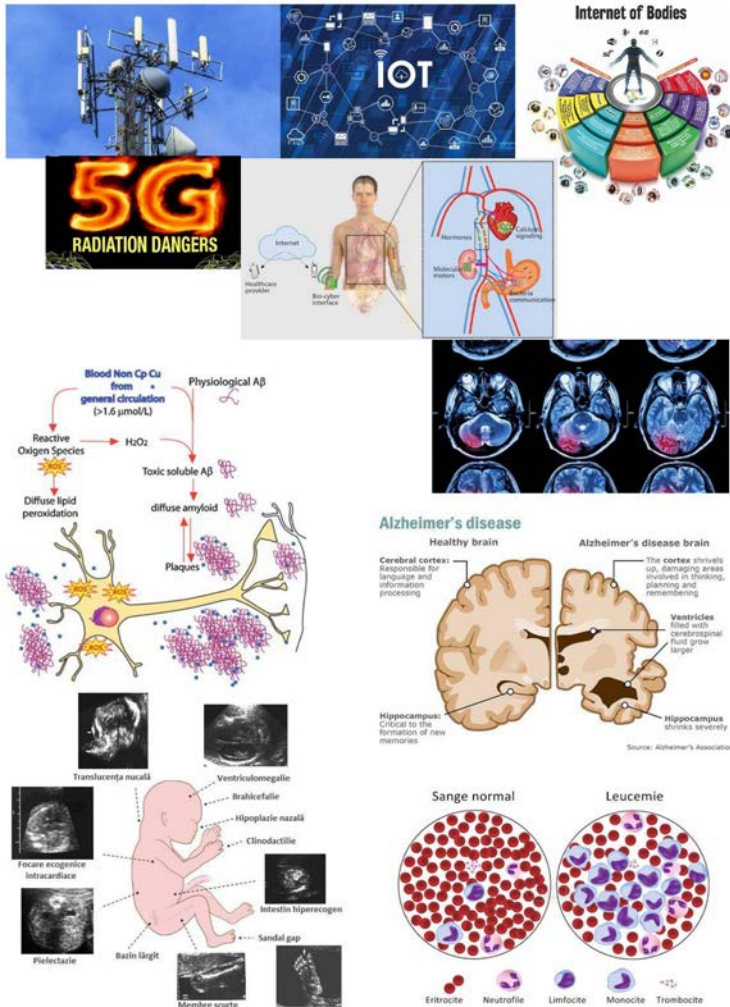 IOT
Internet of Bodies
5G
RADIATION DANGERS
Internet
Healthcare
provider
Bio-cyber
interface
Hormones
Calcium
signaling
Molecular
motors
Bacteria
communication
Blood Non Cp Cu
from
general circulation
(>1.6 µmol/L)
Physiological Aβ
Reactive
Oxigen Species
H₂O₂
ROS
Toxic soluble Aβ
Diffuse lipid
peroxidation
diffuse amyloid
Plaques
ROS
ROS
ROS
Alzheimer's disease
Healthy brain
Alzheimer's disease brain
Cerebral cortex:
Responsible for
language and
information
processing
The cortex shrivels
up, damaging areas
involved in thinking,
planning and
remembering
Ventricles
filled with
cerebrospinal
fluid grow
larger
Hippocampus:
Critical to the
formation of new
memories
Hippocampus
shrinks severely
Source: Alzheimer's Association
Translucența nucală
Ventriculomegalie
Brahicefalie
Hipoplazie nazală
Clinodactilie
Focare ecogenice
intracardiace
Intestin hiperecogen
Pielectazie
Bazin lărgit
Sandal gap
Membre scurte
Sange normal
Leucemie
Eritrocite
Neutrofile
Limfocite
Monocite
Trombocite